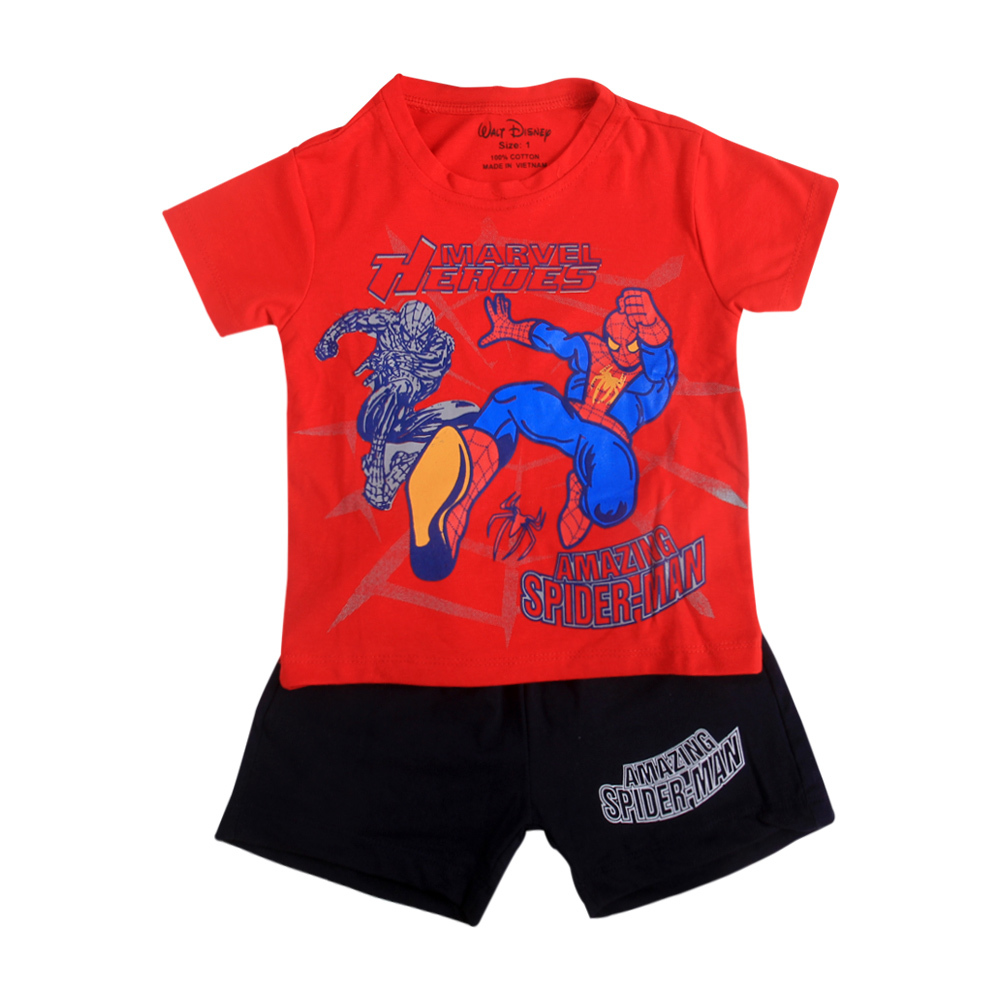 WALT DISNEY
Size: 1
100% COTTON
MADE IN VIETNAM
MARVEL
HEROES
AMAZING
SPIDER-MAN
AMAZING
SPIDER-MAN